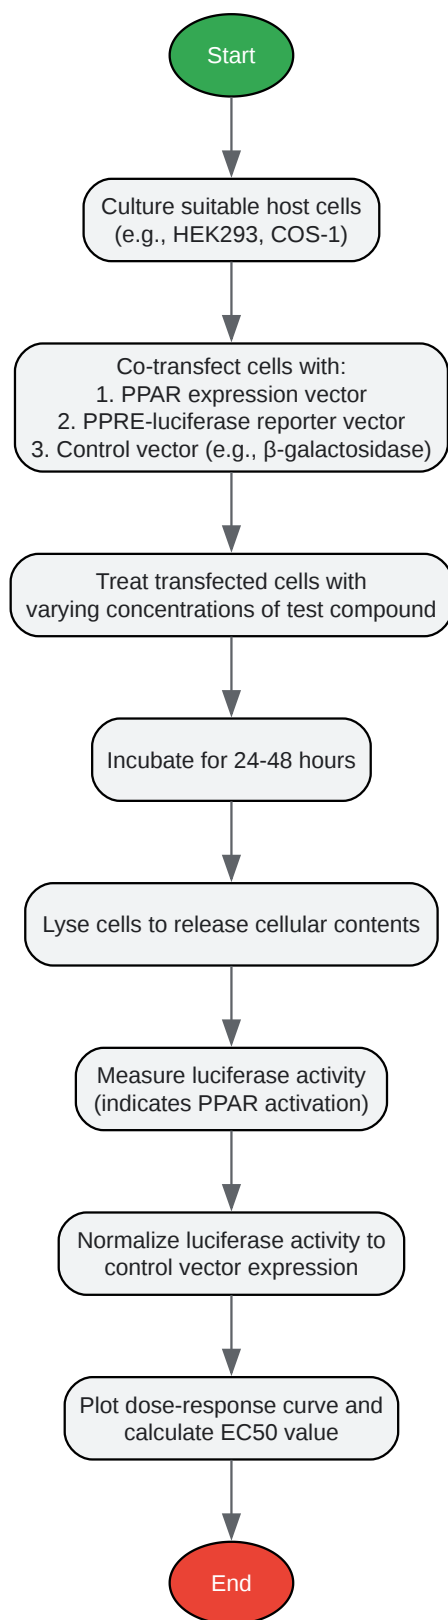 Start
Culture suitable host cells
(e.g., HEK293, COS-1)
Co-transfect cells with:
1. PPAR expression vector
2. PPRE-luciferase reporter vector
3. Control vector (e.g., β-galactosidase)
Treat transfected cells with
varying concentrations of test compound
Incubate for 24-48 hours
Lyse cells to release cellular contents
Measure luciferase activity
(indicates PPAR activation)
Normalize luciferase activity to
control vector expression
Plot dose-response curve and
calculate EC50 value
End